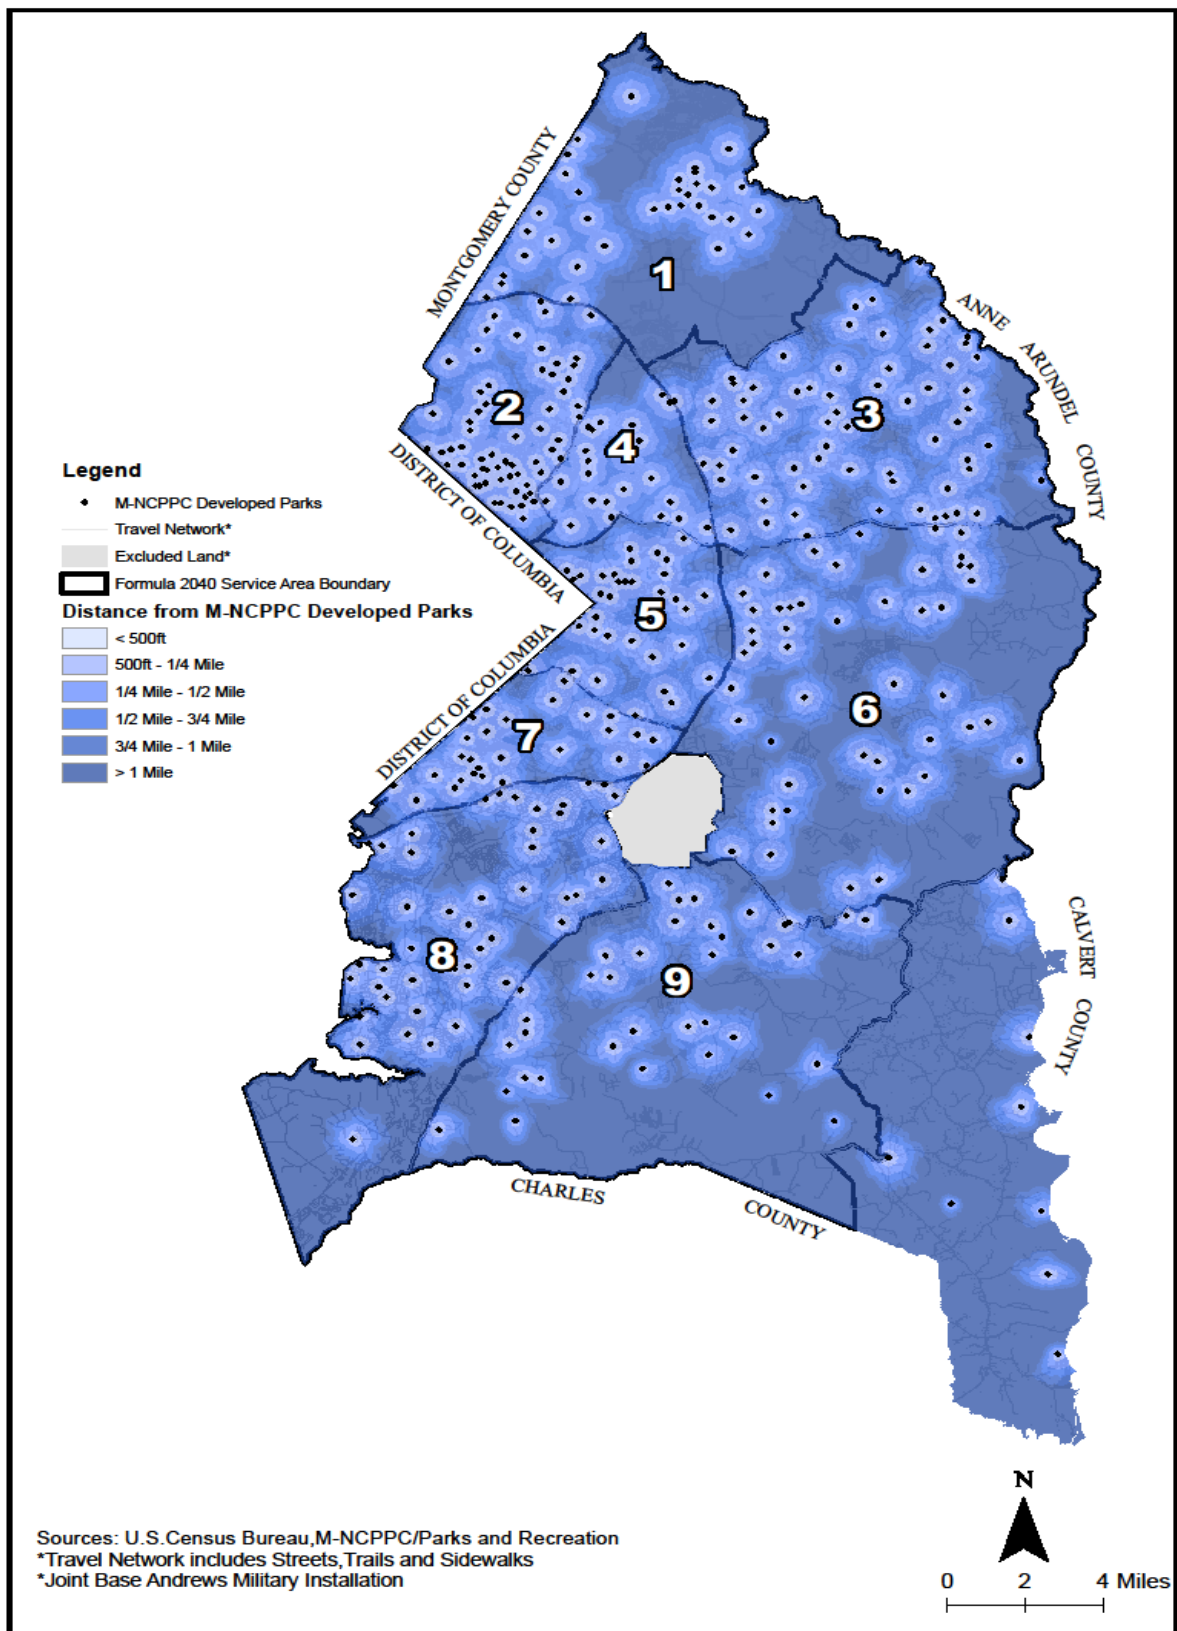 MONTGOMERY COUNTY
1
ANNE ARUNDEL COUNTY
2
3
4
DISTRICT OF COLUMBIA
Legend
M-NCPPC Developed Parks
Travel Network*
Excluded Land*
Formula 2040 Service Area Boundary
Distance from M-NCPPC Developed Parks
< 500ft
500ft - 1/4 Mile
1/4 Mile - 1/2 Mile
1/2 Mile - 3/4 Mile
3/4 Mile - 1 Mile
> 1 Mile
5
DISTRICT OF COLUMBIA
6
7
8
9
CALVERT COUNTY
CHARLES COUNTY
N
0 2 4 Miles
Sources: U.S.Census Bureau,M-NCPPC/Parks and Recreation
*Travel Network includes Streets,Trails and Sidewalks
*Joint Base Andrews Military Installation